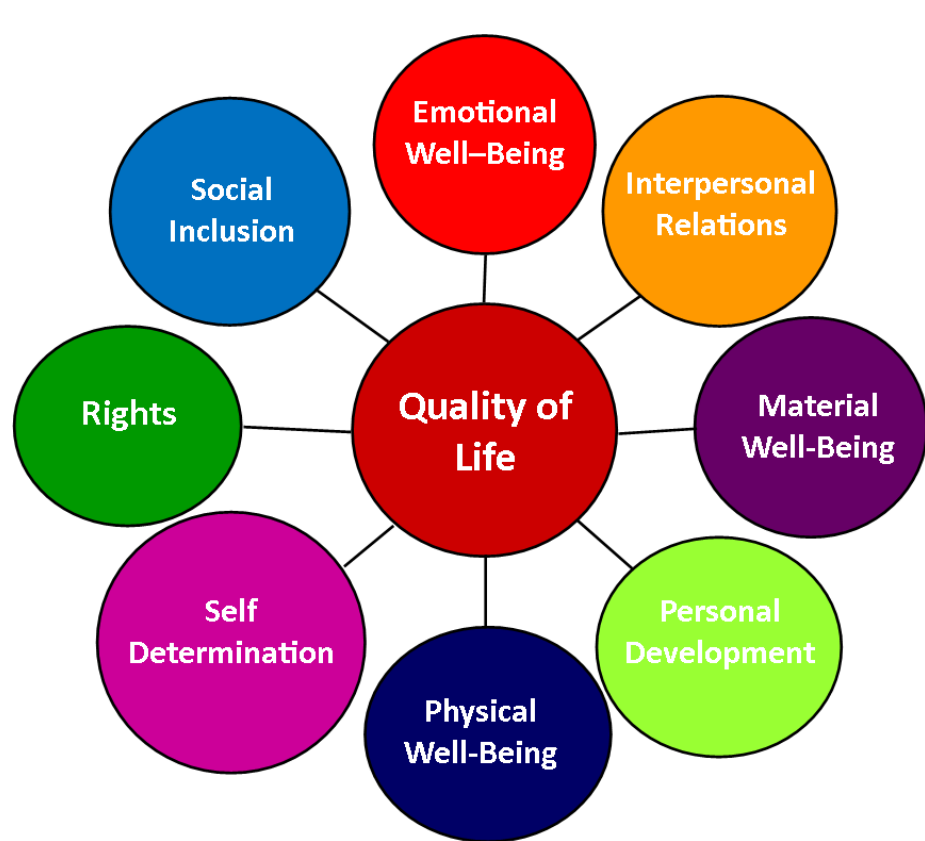 Emotional
Well–Being
Interpersonal
Relations
Material
Well-Being
Personal
Development
Physical
Well-Being
Self
Determination
Rights
Social
Inclusion
Quality of
Life